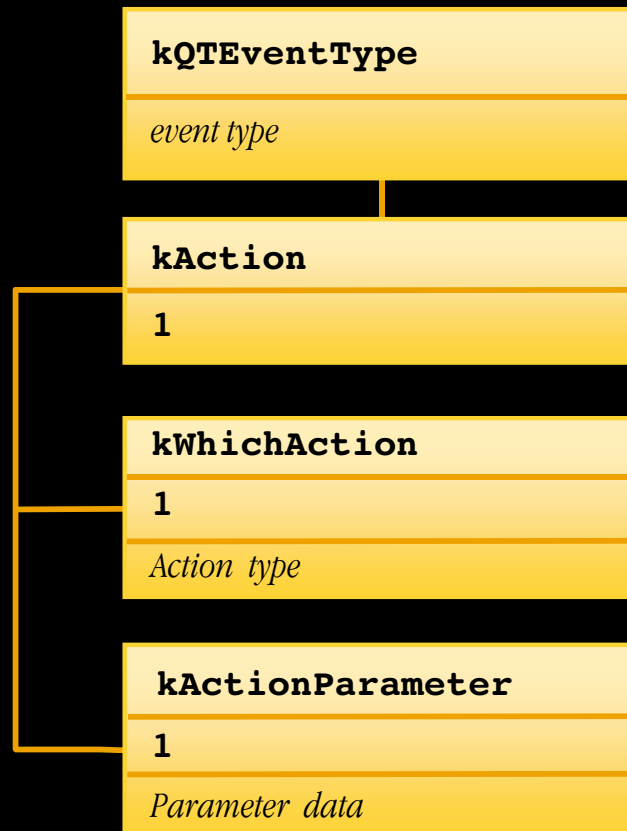 kQTEventType
event type
kAction
1
kWhichAction
1
Action type
kActionParameter
1
Parameter data